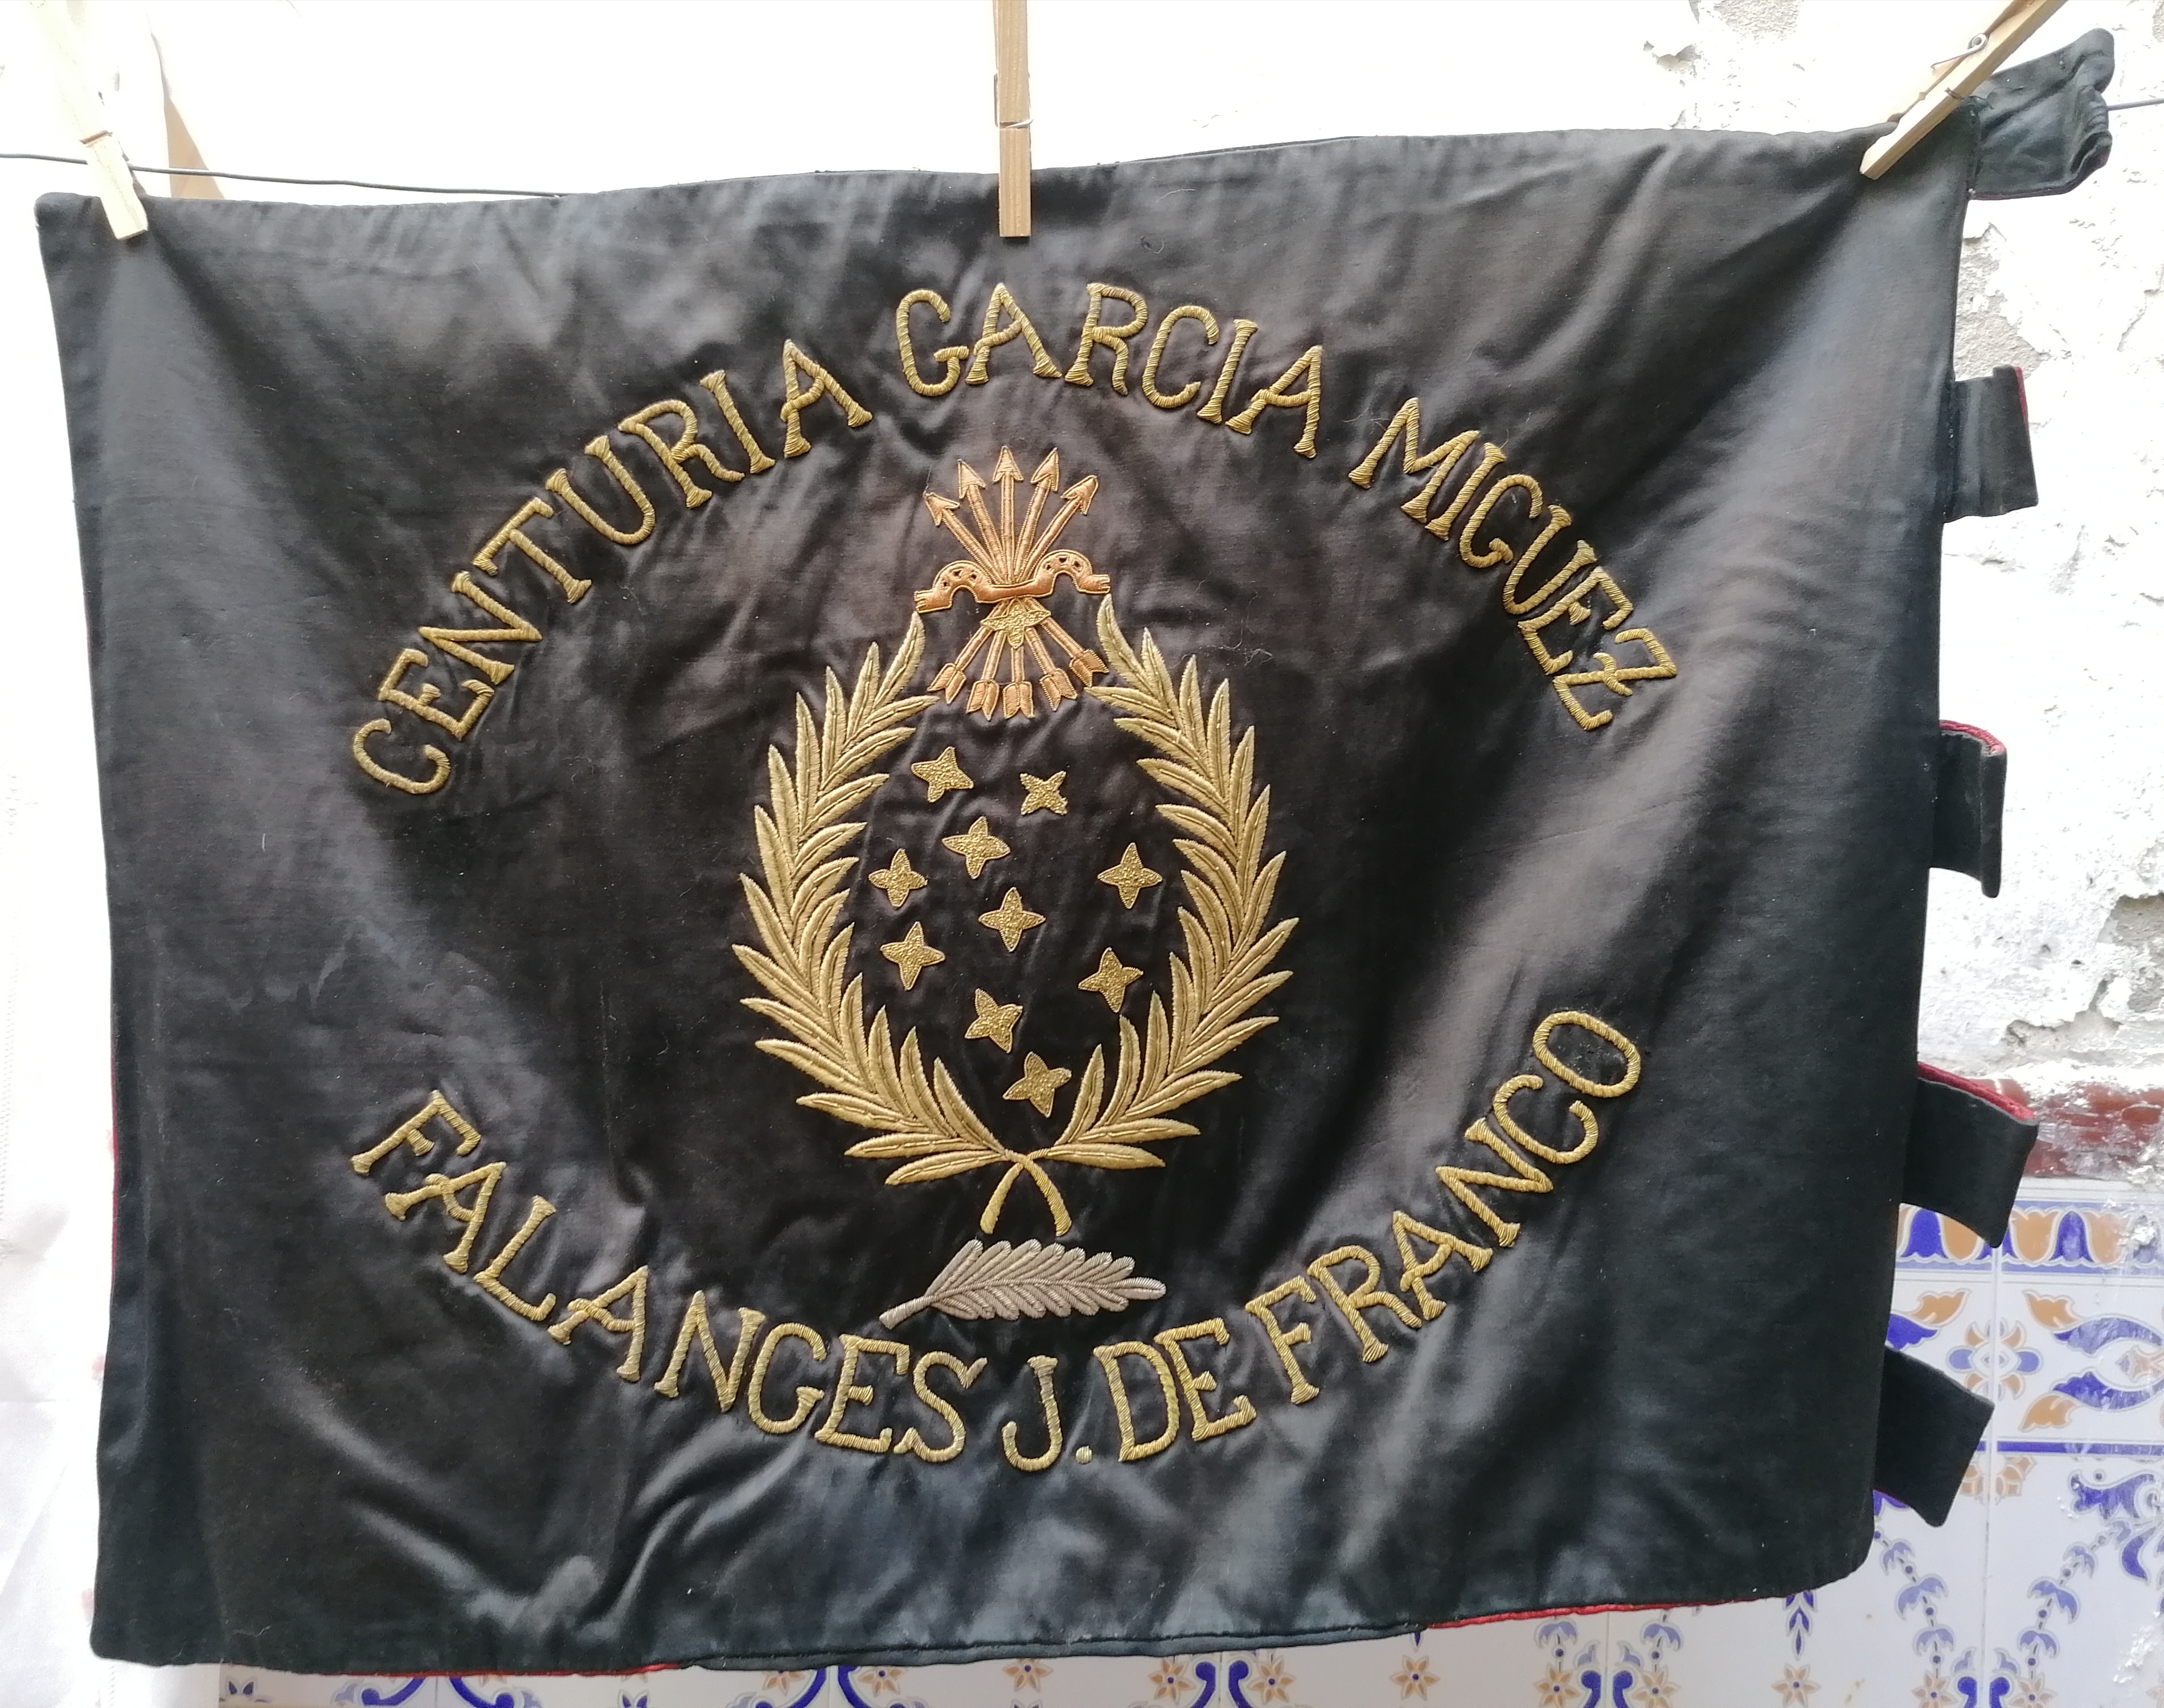 CENTURIA GARCIA MIGUEZ
FALANGES J. DE FRANCO